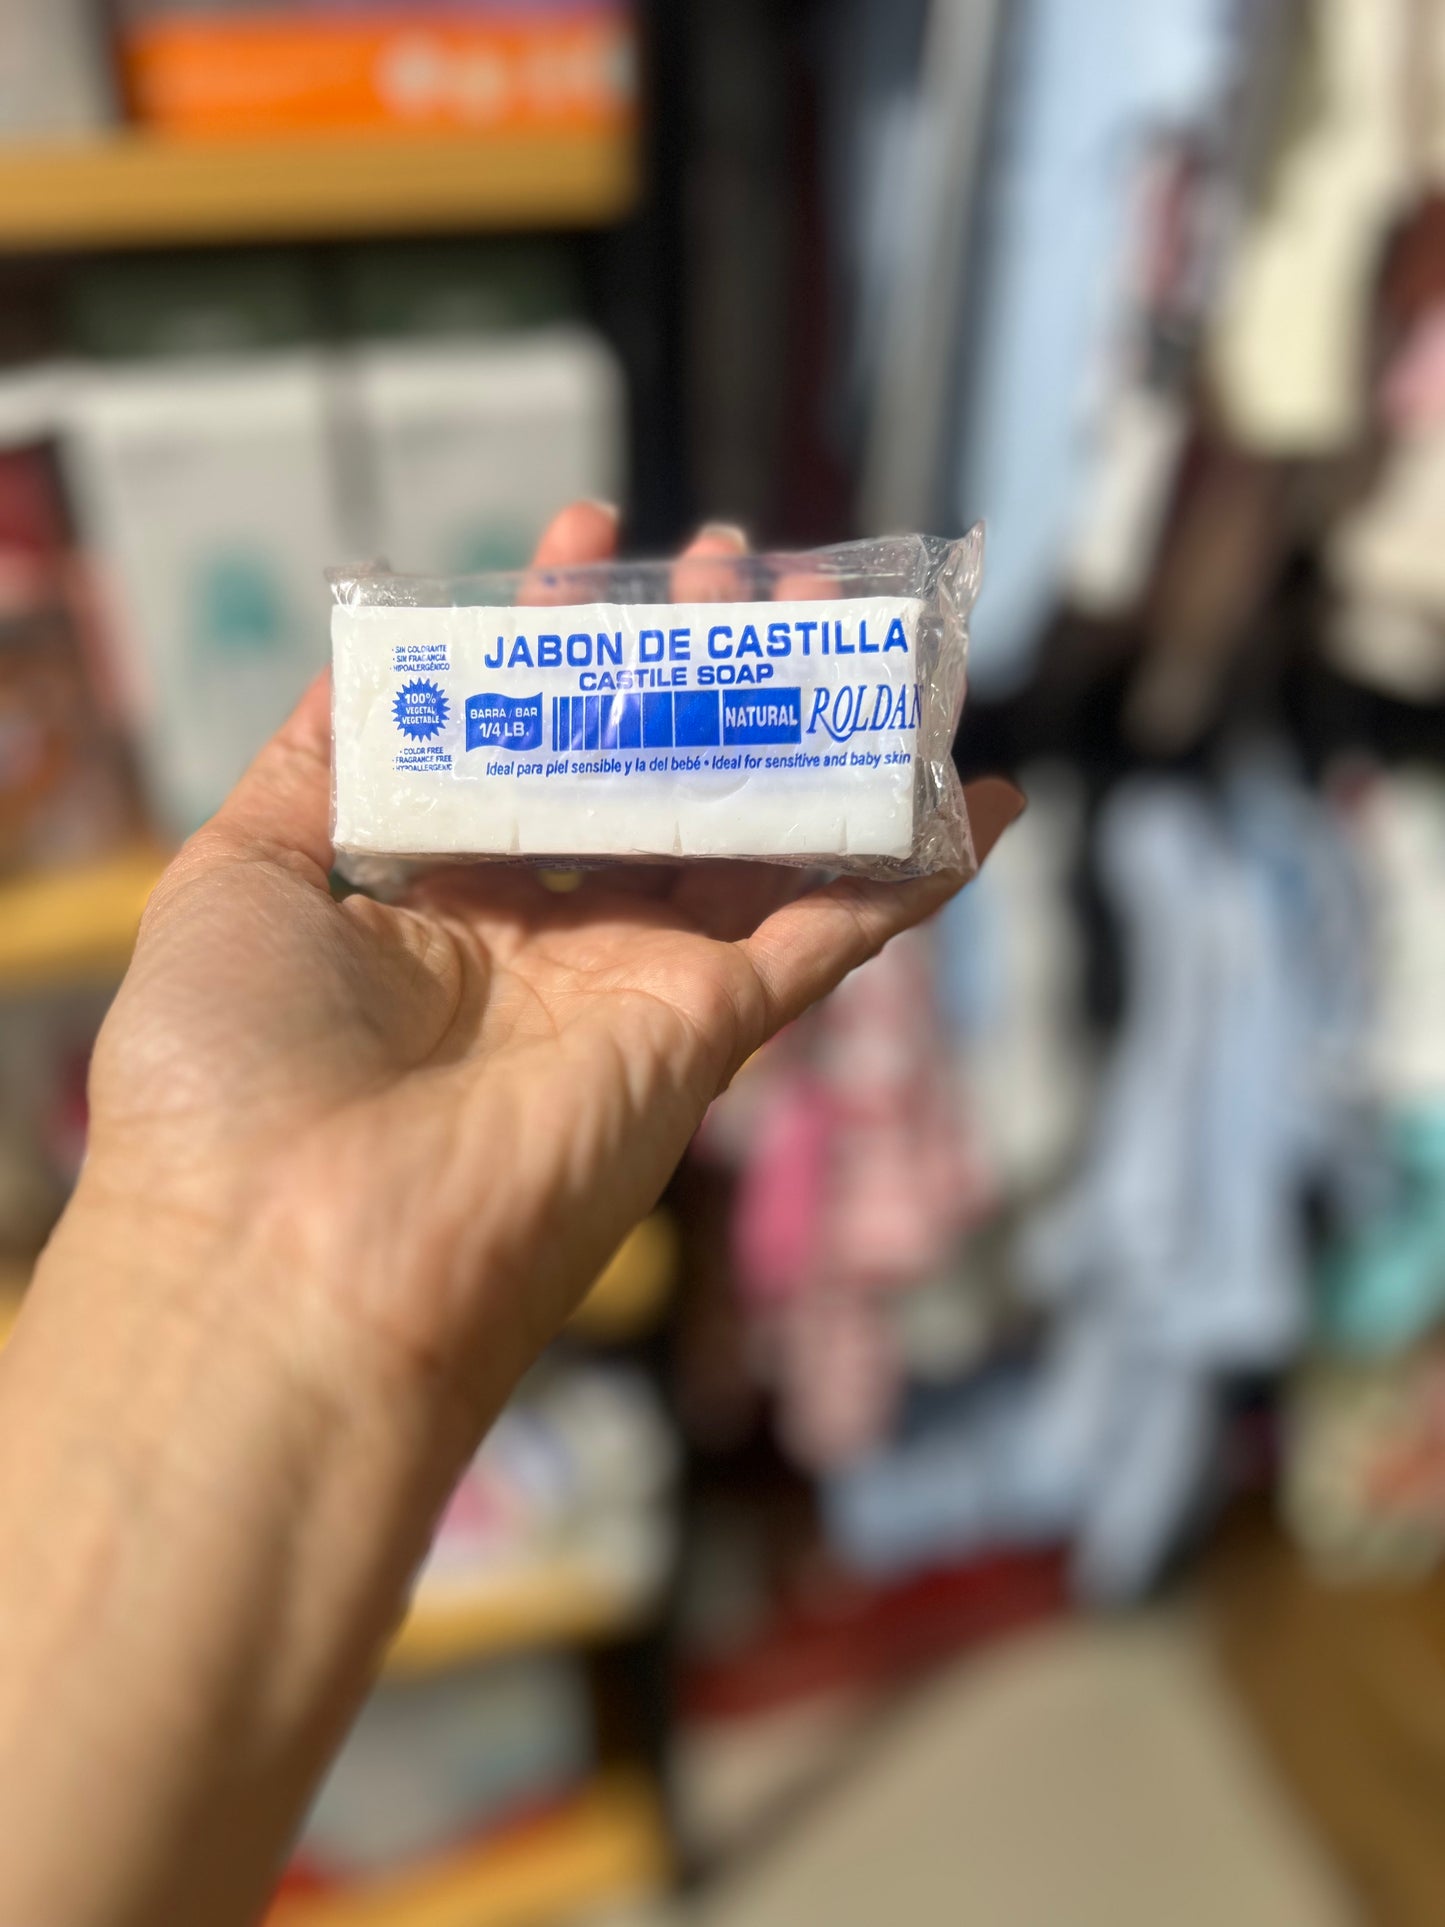 JABON DE CASTILLA
CASTILE SOAP
• SIN COLORANTE
• SIN FRAGANCIA
• HIPOALERGÉNICO
100%
VEGETAL
VEGETABLE
• COLOR FREE
• FRAGRANCE FREE
• HYPOALLERGENIC
BARRA / BAR
1/4 LB.
NATURAL
ROLDAN
Ideal para piel sensible y la del bebé • Ideal for sensitive and baby skin